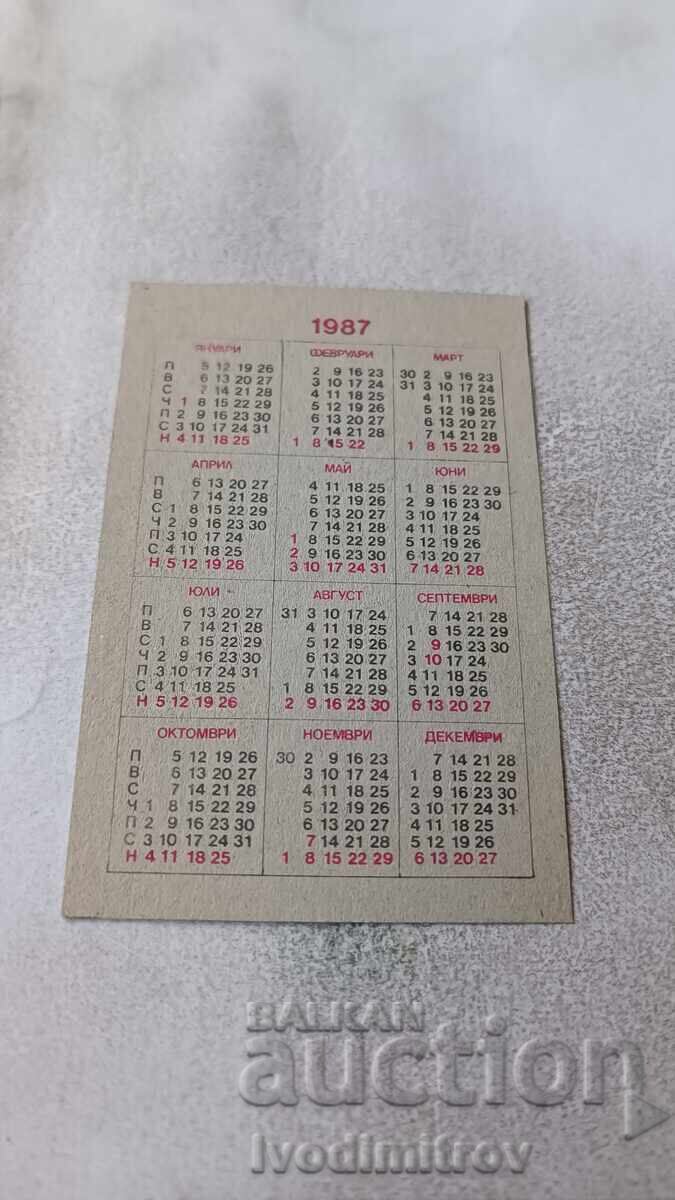 1987
ЯНУАРИ ФЕВРУАРИ МАРТ
П 5 12 19 26 2 9 16 23 30 2 9 16 23
В 6 13 20 27 3 10 17 24 31 3 10 17 24
С 7 14 21 28 4 11 18 25 4 11 18 25
Ч 1 8 15 22 29 5 12 19 26 5 12 19 26
П 2 9 16 23 30 6 13 20 27 6 13 20 27
С 3 10 17 24 31 7 14 21 28 7 14 21 28
Н 4 11 18 25 1 8 15 22 1 8 15 22 29
АПРИЛ МАЙ ЮНИ
П 6 13 20 27 4 11 18 25 1 8 15 22 29
В 7 14 21 28 5 12 19 26 2 9 16 23 30
С 1 8 15 22 29 6 13 20 27 3 10 17 24
Ч 2 9 16 23 30 7 14 21 28 4 11 18 25
П 3 10 17 24 1 8 15 22 29 5 12 19 26
С 4 11 18 25 2 9 16 23 30 6 13 20 27
Н 5 12 19 26 3 10 17 24 31 7 14 21 28
ЮЛИ АВГУСТ СЕПТЕМВРИ
П 6 13 20 27 31 3 10 17 24 7 14 21 28
В 7 14 21 28 4 11 18 25 1 8 15 22 29
С 1 8 15 22 29 5 12 19 26 2 9 16 23 30
Ч 2 9 16 23 30 6 13 20 27 3 10 17 24
П 3 10 17 24 31 7 14 21 28 4 11 18 25
С 4 11 18 25 1 8 15 22 29 5 12 19 26
Н 5 12 19 26 2 9 16 23 30 6 13 20 27
ОКТОМВРИ НОЕМВРИ ДЕКЕМВРИ
П 5 12 19 26 30 2 9 16 23 7 14 21 28
В 6 13 20 27 3 10 17 24 1 8 15 22 29
С 7 14 21 28 4 11 18 25 2 9 16 23 30
Ч 1 8 15 22 29 5 12 19 26 3 10 17 24 31
П 2 9 16 23 30 6 13 20 27 4 11 18 25
С 3 10 17 24 31 7 14 21 28 5 12 19 26
Н 4 11 18 25 1 8 15 22 29 6 13 20 27
BALKAN
auction
Ivodimitrov